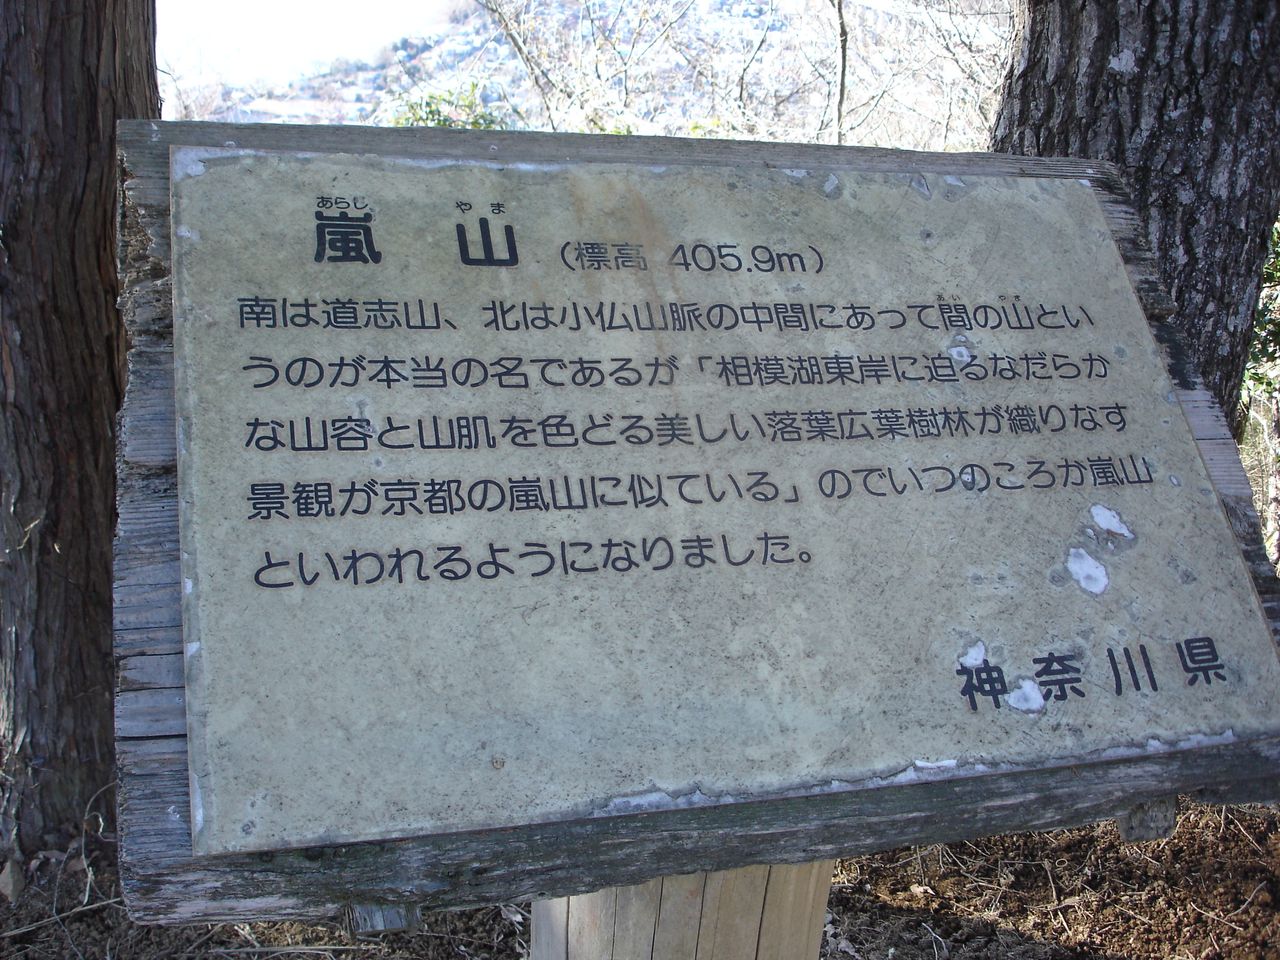 あらし やま
嵐 山 （標高 405.9m）
南は道志山、北は小仏山脈の中間にあって間の山とい
うのが本当の名であるが「相模湖東岸に迫るなだらか
な山容と山肌を色どる美しい落葉広葉樹林が織りなす
景観が京都の嵐山に似ている」のでいつのころか嵐山
といわれるようになりました。
神奈川県